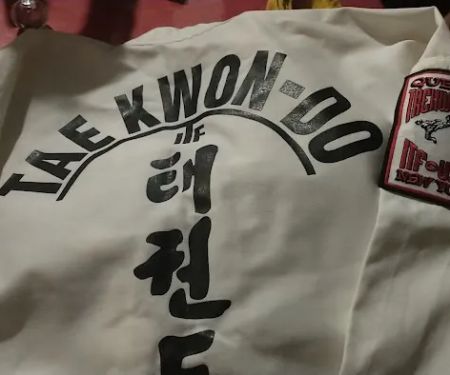 TAEKWON-DO
ITF
태
권
도
NEW YO